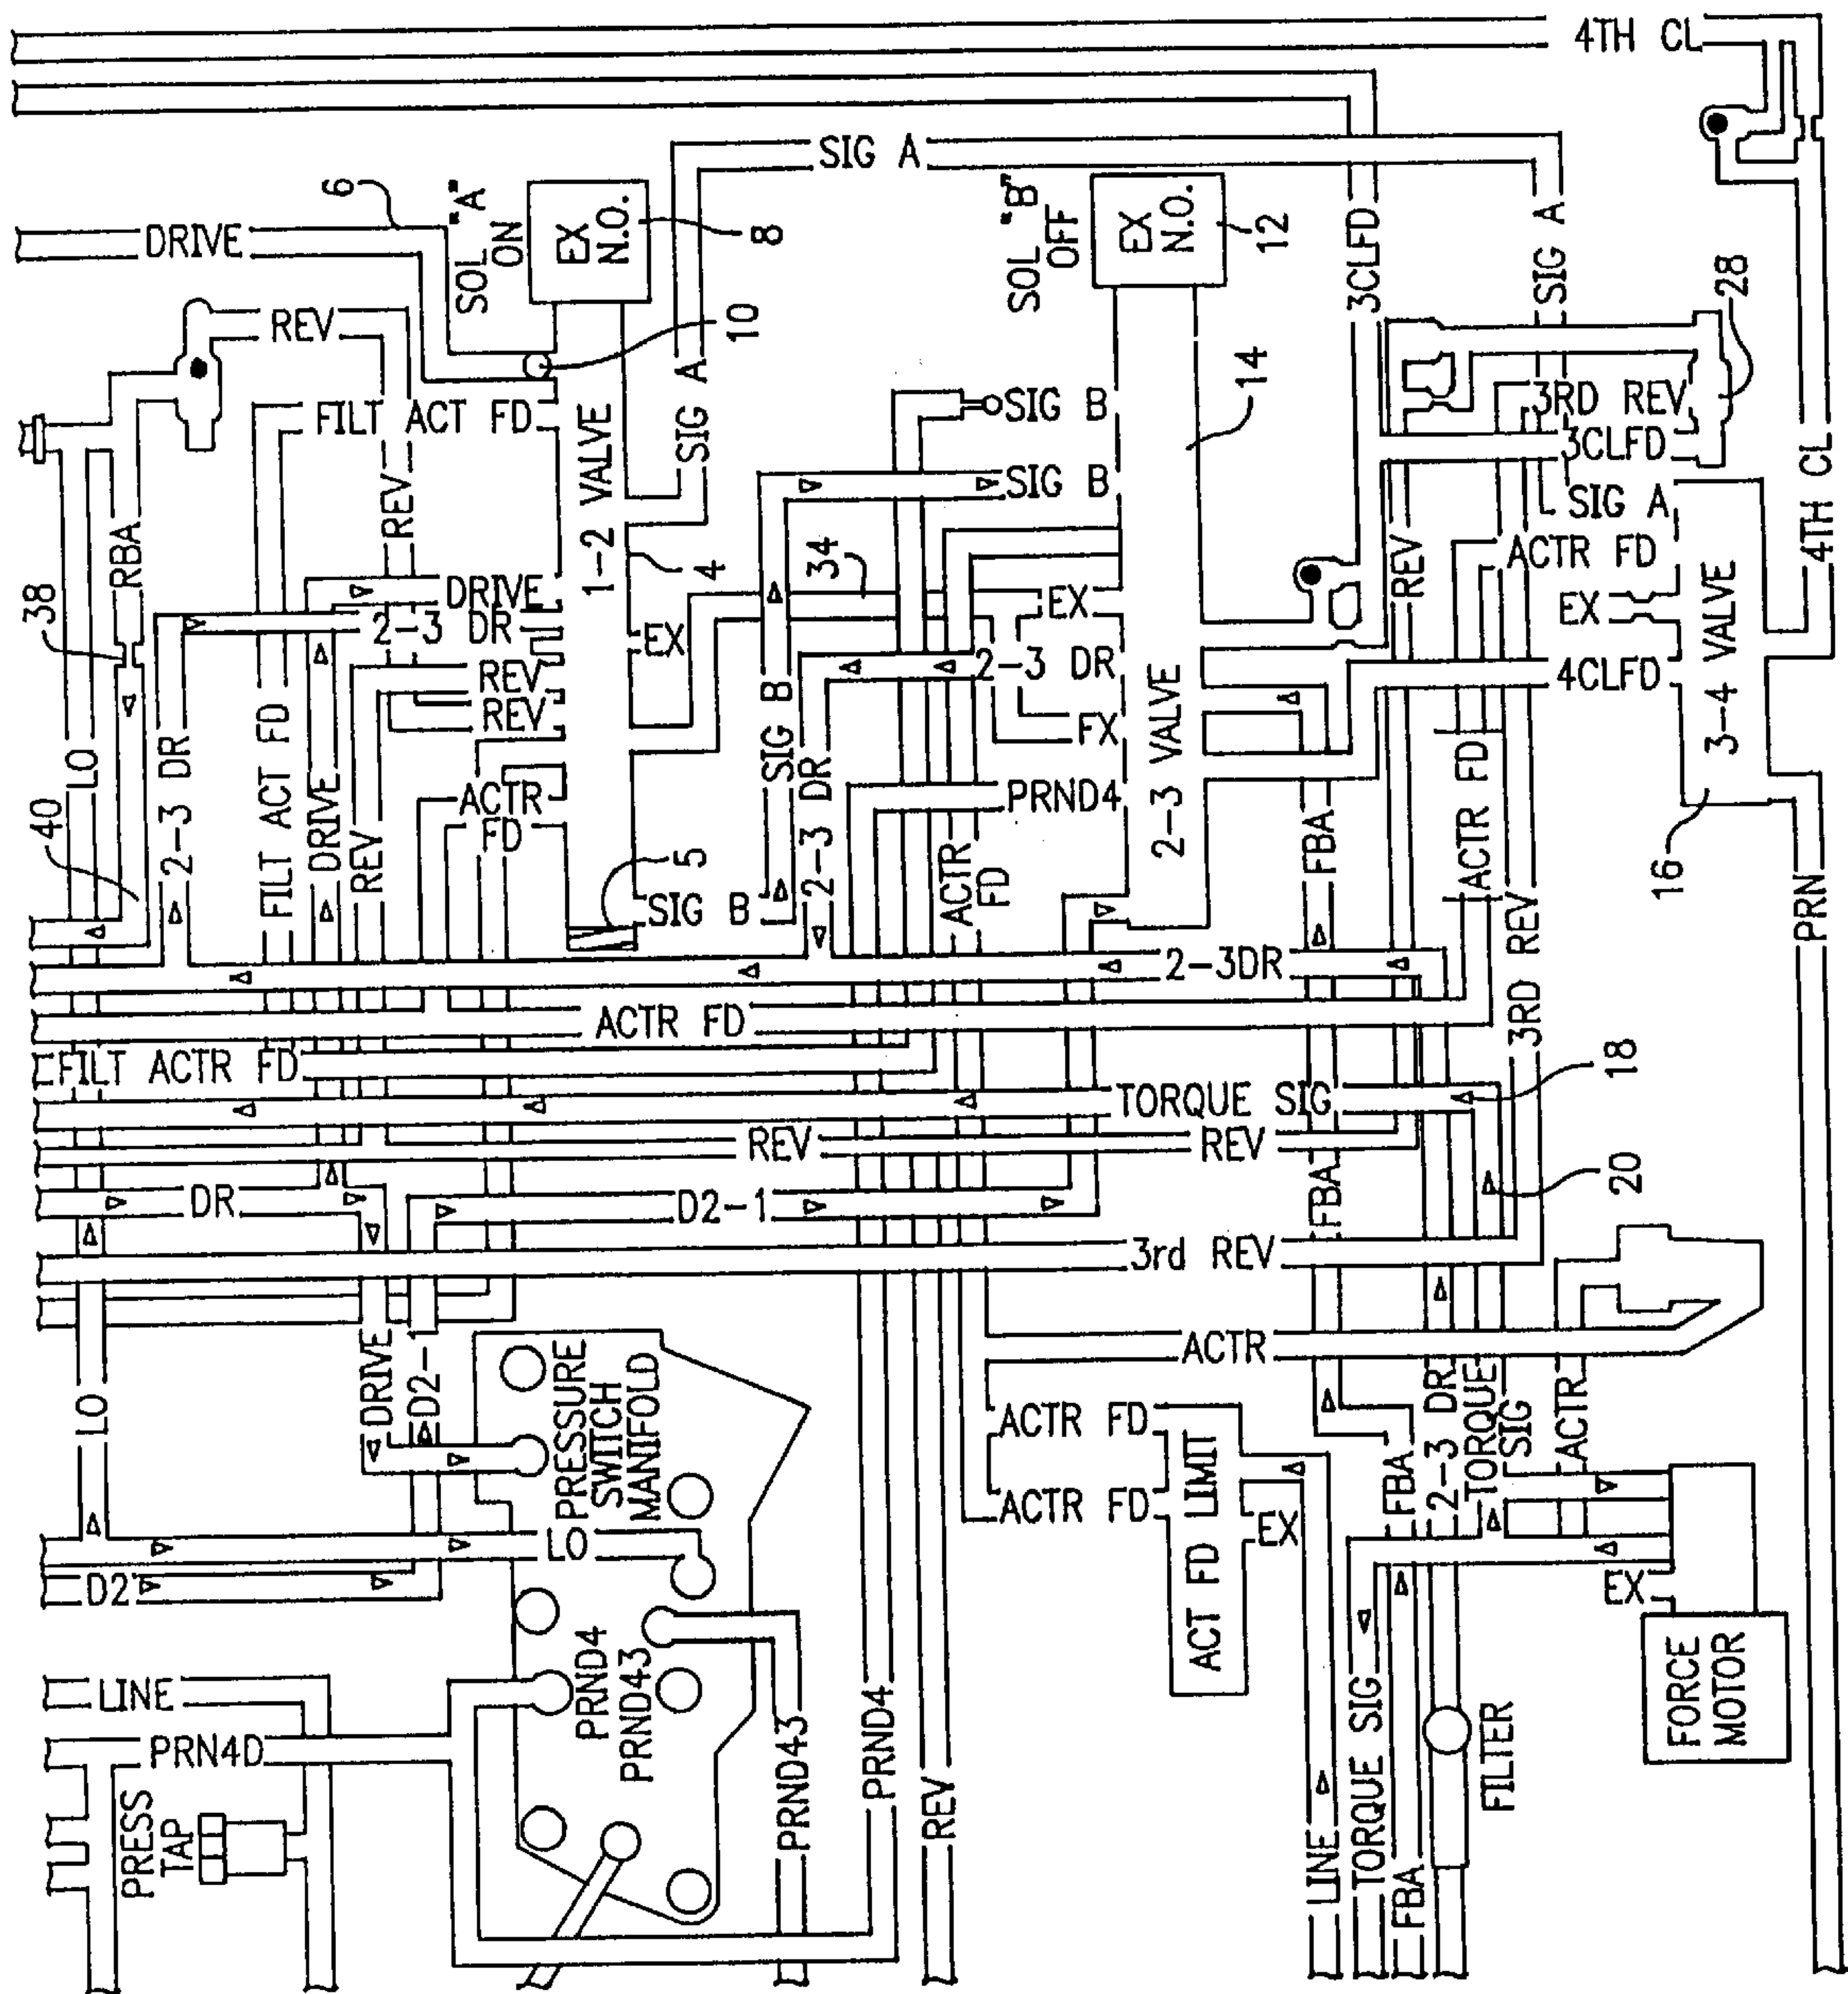 4TH CL
SIG A
6
DRIVE
SOL "A"
ON
EX
N.O.
8
SOL "B"
OFF
EX
N.O.
12
3CLFD
SIG A
28
REV
10
FILT ACT FD
SIG A
SIG B
14
3RD REV
3CLFD
REV
1-2 VALVE
SIG B
SIG A
4TH CL
38
RBA
DRIVE
4
34
EX
REV
ACTR FD
2-3 DR
EX
EX
REV
SIG B
2-3 DR
4CLFD
3-4 VALVE
REV
FX
2-3 VALVE
LO
2-3 DR
FILT ACT FD
40
DRIVE
ACTR
FD
2-3 DR
PRND4
ACTR FD
16
REV
5
ACTR
FD
FBA
SIG B
PRN
2-3DR
3RD REV
ACTR FD
FILT ACTR FD
18
TORQUE SIG
REV
REV
20
DR
D2-1
FBA
3rd REV
DRIVE
D2-1
PRESSURE
SWITCH
MANIFOLD
ACTR
LO
ACTR FD
2-3 DR
TORQUE
SIG
ACTR
ACTR FD
ACT FD LIMIT
FBA
LO
EX
D2
EX
PRND4
PRND43
LINE
PRN4D
FORCE
MOTOR
PRND43
PRND4
TORQUE SIG
FILTER
PRESS
TAP
REV
LINE
FBA